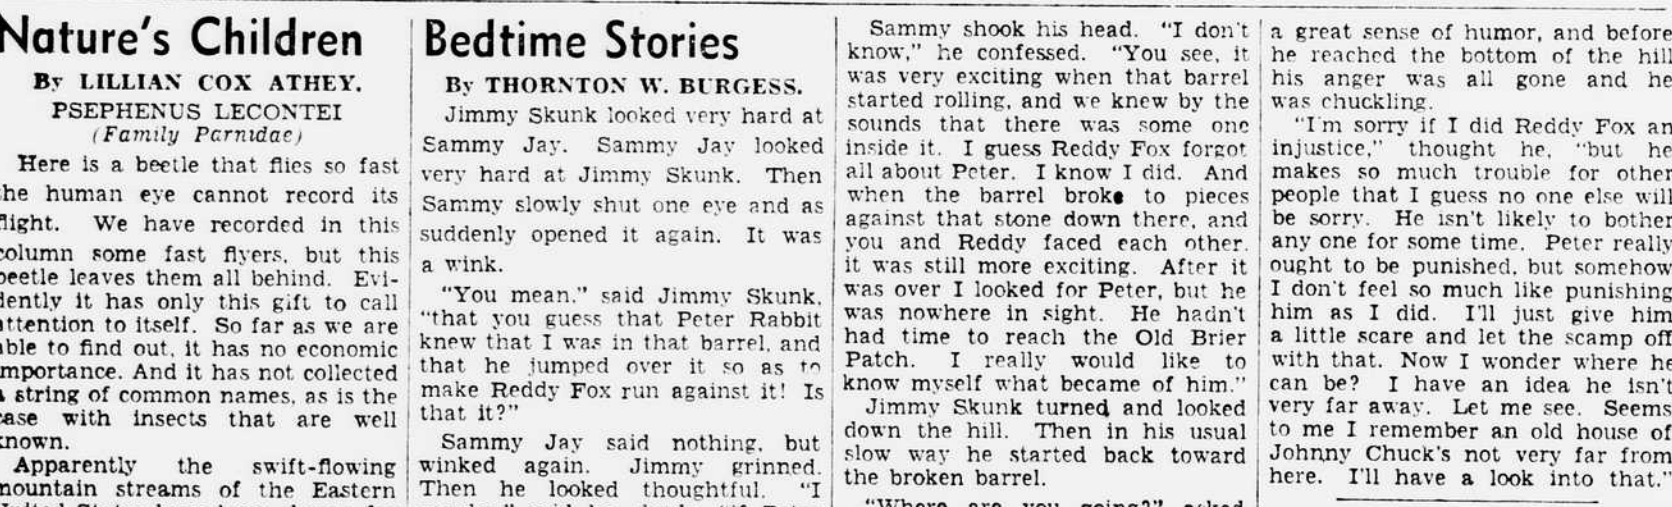 Nature's Children
By LILLIAN COX ATHEY.
PSEPHENUS LECONTEI
(Family Parnidae)
Here is a beetle that flies so fast
the human eye cannot record its
flight. We have recorded in this
column some fast flyers, but this
beetle leaves them all behind. Evi-
dently it has only this gift to call
attention to itself. So far as we are
able to find out, it has no economic
importance. And it has not collected
a string of common names, as is the
case with insects that are well
known.
Apparently the swift-flowing
mountain streams of the Eastern
Bedtime Stories
By THORNTON W. BURGESS.
Jimmy Skunk looked very hard at
Sammy Jay. Sammy Jay looked
very hard at Jimmy Skunk. Then
Sammy slowly shut one eye and as
suddenly opened it again. It was
a wink.
"You mean," said Jimmy Skunk,
"that you guess that Peter Rabbit
knew that I was in that barrel, and
that he jumped over it so as to
make Reddy Fox run against it! Is
that it?"
Sammy Jay said nothing, but
winked again. Jimmy grinned.
Then he looked thoughtful. "I
Sammy shook his head. "I don't
know," he confessed. "You see, it
was very exciting when that barrel
started rolling, and we knew by the
sounds that there was some one
inside it. I guess Reddy Fox forgot
all about Peter. I know I did. And
when the barrel broke to pieces
against that stone down there, and
you and Reddy faced each other,
it was still more exciting. After it
was over I looked for Peter, but he
was nowhere in sight. He hadn't
had time to reach the Old Brier
Patch. I really would like to
know myself what became of him."
Jimmy Skunk turned and looked
down the hill. Then in his usual
slow way he started back toward
the broken barrel.
"Where are you going?" asked
a great sense of humor, and before
he reached the bottom of the hill
his anger was all gone and he
was chuckling.
"I'm sorry if I did Reddy Fox an
injustice," thought he, "but he
makes so much trouble for other
people that I guess no one else will
be sorry. He isn't likely to bother
any one for some time. Peter really
ought to be punished, but somehow
I don't feel so much like punishing
him as I did. I'll just give him
a little scare and let the scamp off
with that. Now I wonder where he
can be? I have an idea he isn't
very far away. Let me see. Seems
to me I remember an old house of
Johnny Chuck's not very far from
here. I'll have a look into that."